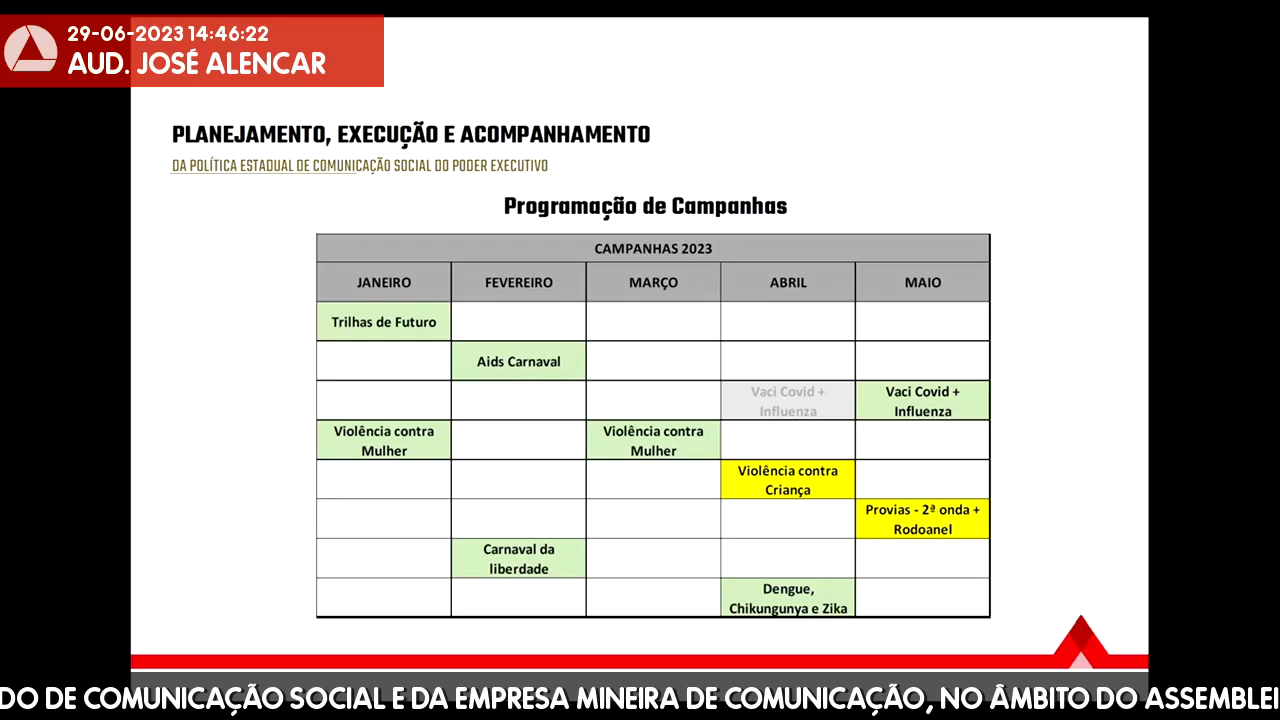 29-06-2023 14:46:22
AUD. JOSÉ ALENCAR
PLANEJAMENTO, EXECUÇÃO E ACOMPANHAMENTO
DA POLÍTICA ESTADUAL DE COMUNICAÇÃO SOCIAL DO PODER EXECUTIVO
Programação de Campanhas
CAMPANHAS 2023
JANEIRO FEVEREIRO MARÇO ABRIL MAIO
Trilhas de Futuro
Aids Carnaval
Vaci Covid + Vaci Covid +
Influenza Influenza
Violência contra Violência contra
Mulher Mulher
Violência contra
Criança
Provias - 2ª onda +
Rodoanel
Carnaval da
liberdade
Dengue,
Chikungunya e Zika
DO DE COMUNICAÇÃO SOCIAL E DA EMPRESA MINEIRA DE COMUNICAÇÃO, NO ÂMBITO DO ASSEMBLEI